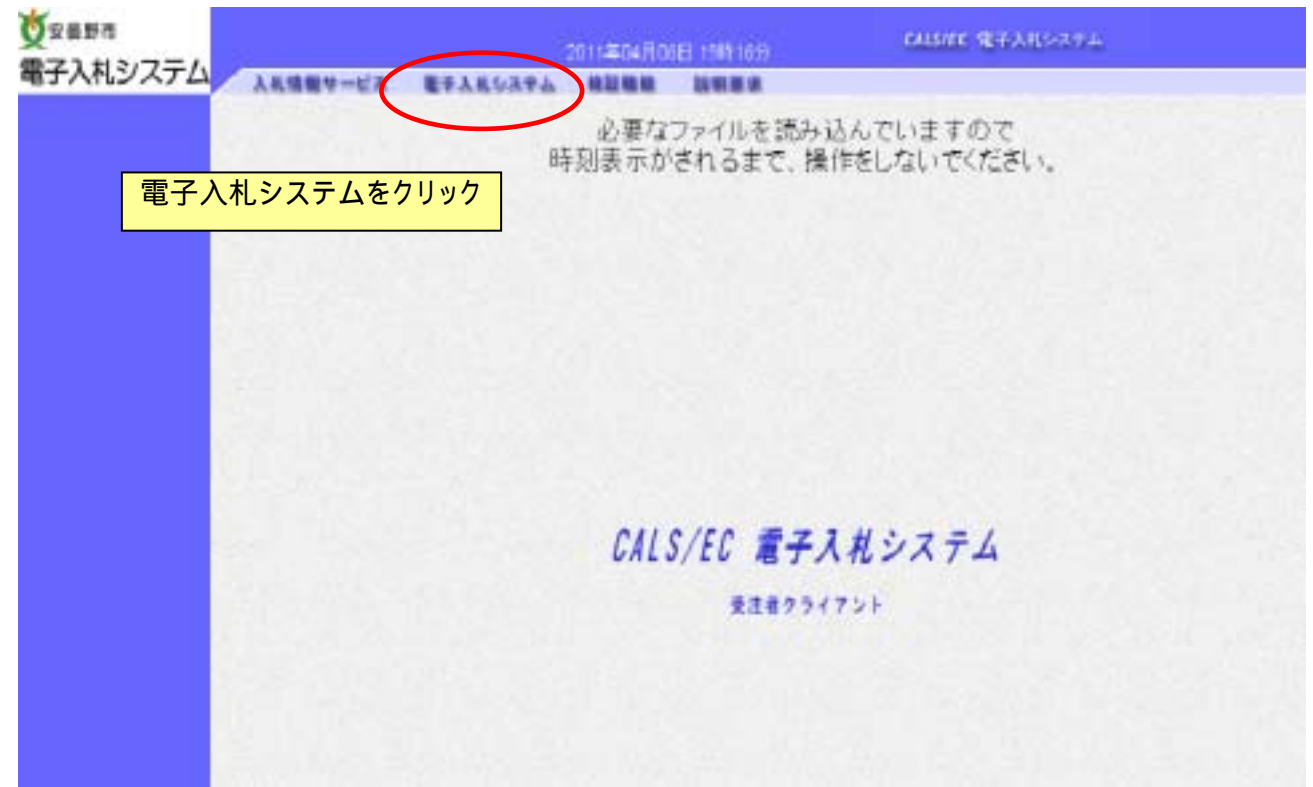 安曇野市
電子入札システム
2011年04月06日 15時16分
CALS/EC 電子入札システム
入札情報サービス 電子入札システム 検証機能 説明要求
必要なファイルを読み込んでいますので
時刻表示がされるまで、操作をしないでください。
電子入札システムをクリック
CALS/EC 電子入札システム
受注者クライアント